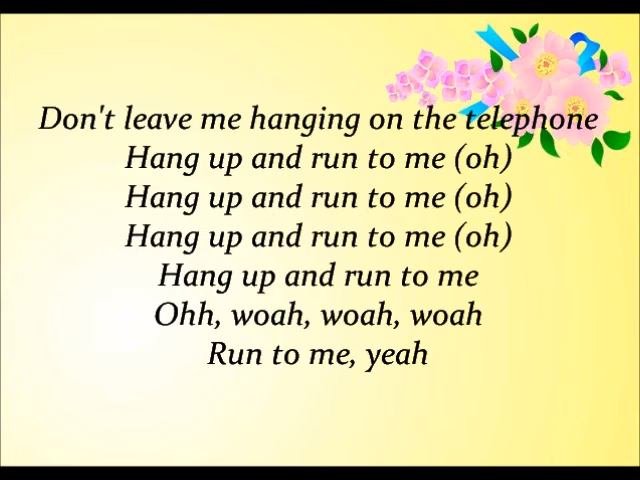 Don't leave me hanging on the telephone
Hang up and run to me (oh)
Hang up and run to me (oh)
Hang up and run to me (oh)
Hang up and run to me
Ohh, woah, woah, woah
Run to me, yeah